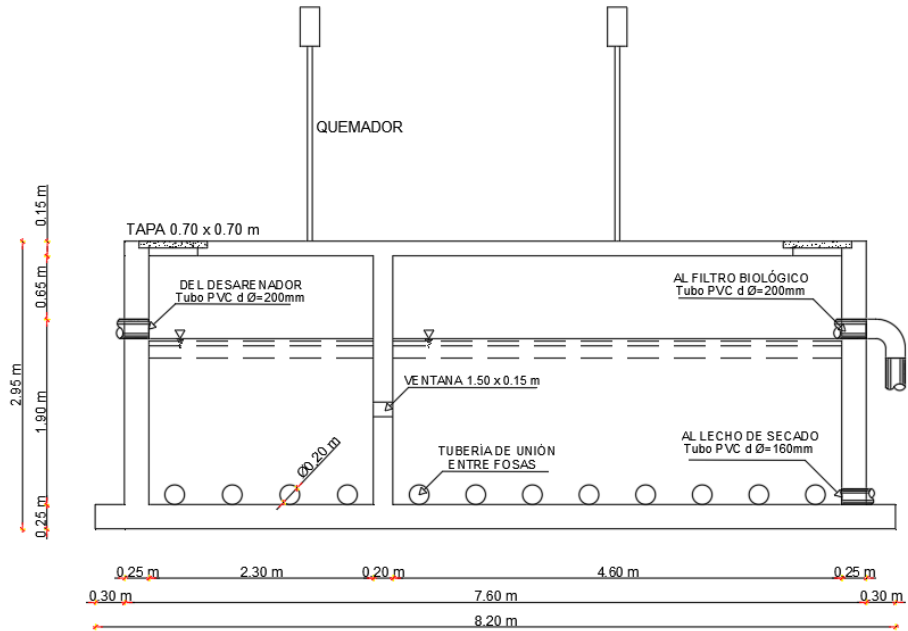 QUEMADOR
0.15 m
TAPA 0.70 x 0.70 m
DEL DESARENADOR
Tubo PVC d Ø=200mm
AL FILTRO BIOLÓGICO
Tubo PVC d Ø=200mm
0.65 m
2.95 m
1.90 m
VENTANA 1.50 x 0.15 m
Ø0.20 m
TUBERÍA DE UNIÓN
ENTRE FOSAS
AL LECHO DE SECADO
Tubo PVC d Ø=160mm
0.25 m
0.25 m
2.30 m
0.20 m
4.60 m
0.25 m
0.30 m
7.60 m
0.30 m
8.20 m